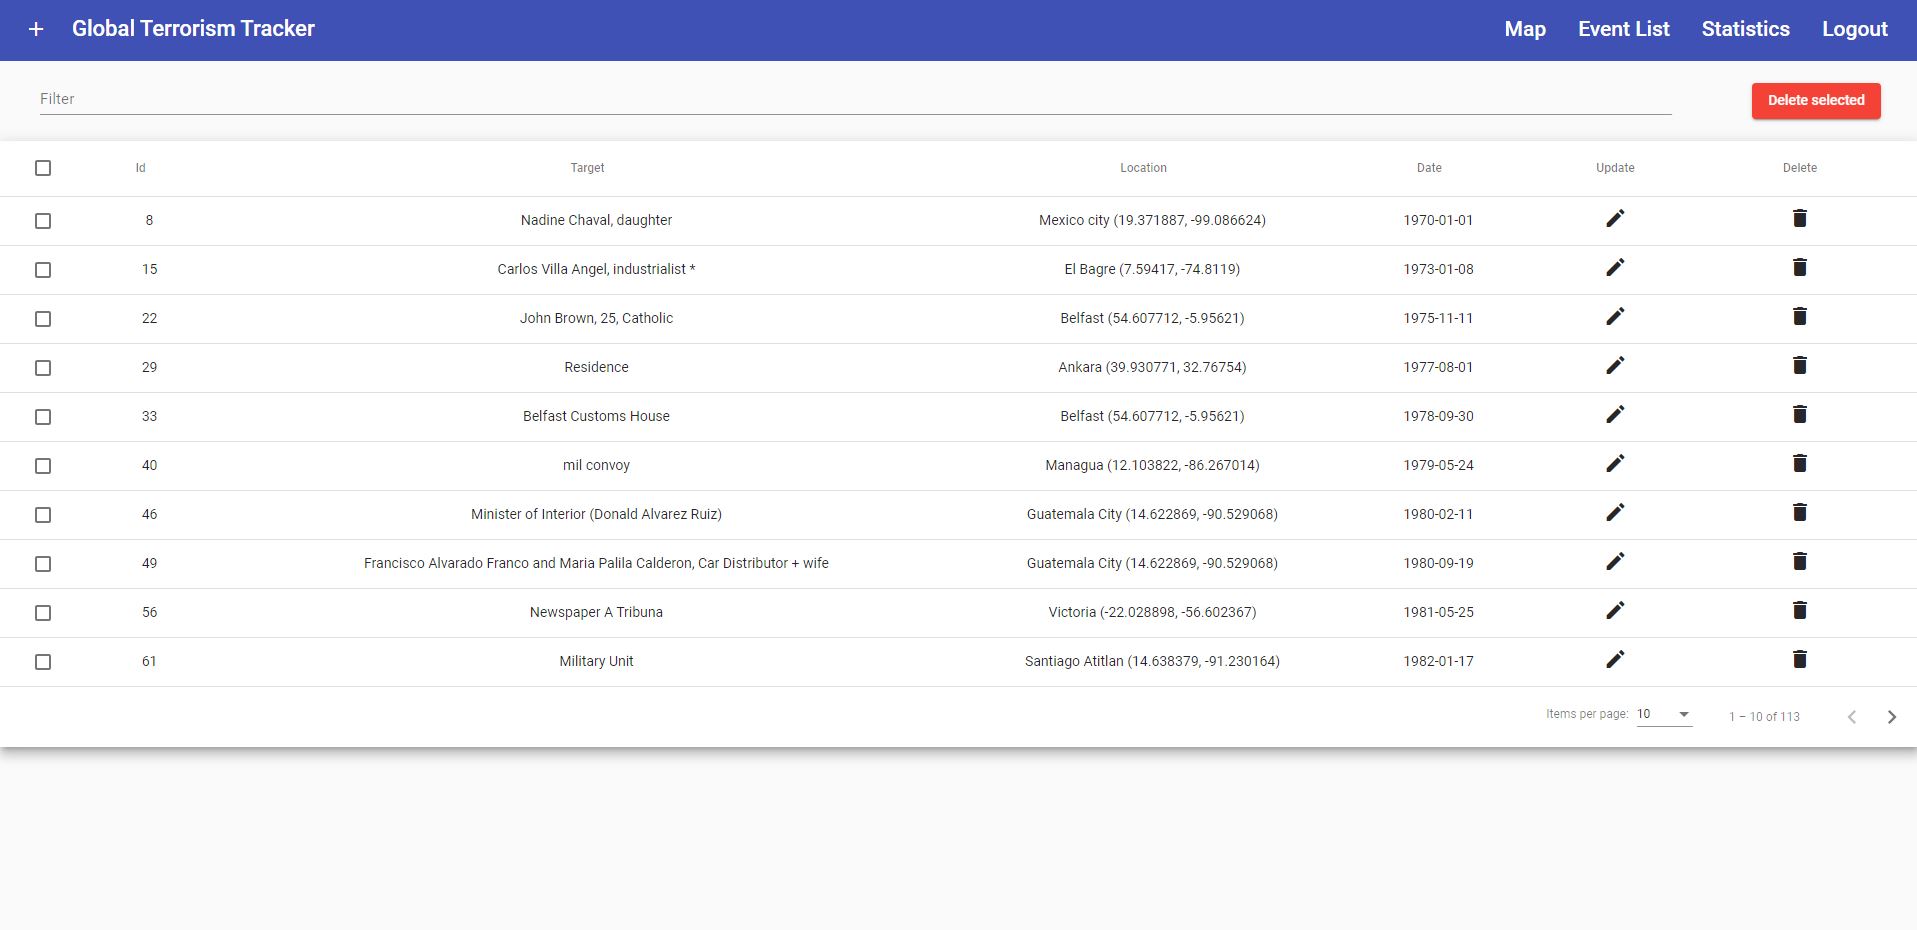 + Global Terrorism Tracker Map Event List Statistics Logout
Filter Delete selected
Id Target Location Date Update Delete
8 Nadine Chaval, daughter Mexico city (19.371887, -99.086624) 1970-01-01
15 Carlos Villa Angel, industrialist * El Bagre (7.59417, -74.8119) 1973-01-08
22 John Brown, 25, Catholic Belfast (54.607712, -5.95621) 1975-11-11
29 Residence Ankara (39.930771, 32.76754) 1977-08-01
33 Belfast Customs House Belfast (54.607712, -5.95621) 1978-09-30
40 mil convoy Managua (12.103822, -86.267014) 1979-05-24
46 Minister of Interior (Donald Alvarez Ruiz) Guatemala City (14.622869, -90.529068) 1980-02-11
49 Francisco Alvarado Franco and Maria Palila Calderon, Car Distributor + wife Guatemala City (14.622869, -90.529068) 1980-09-19
56 Newspaper A Tribuna Victoria (-22.028898, -56.602367) 1981-05-25
61 Military Unit Santiago Atitlan (14.638379, -91.230164) 1982-01-17
Items per page: 10 1 – 10 of 113